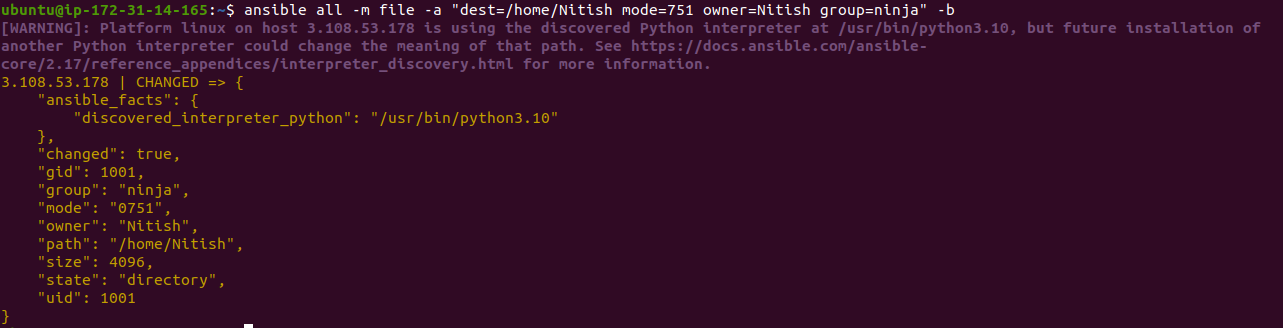 ubuntu@ip-172-31-14-165:~$ ansible all -m file -a "dest=/home/Nitish mode=751 owner=Nitish group=ninja" -b
[WARNING]: Platform linux on host 3.108.53.178 is using the discovered Python interpreter at /usr/bin/python3.10, but future installation of
another Python interpreter could change the meaning of that path. See https://docs.ansible.com/ansible-
core/2.17/reference_appendices/interpreter_discovery.html for more information.
3.108.53.178 | CHANGED => {
    "ansible_facts": {
        "discovered_interpreter_python": "/usr/bin/python3.10"
    },
    "changed": true,
    "gid": 1001,
    "group": "ninja",
    "mode": "0751",
    "owner": "Nitish",
    "path": "/home/Nitish",
    "size": 4096,
    "state": "directory",
    "uid": 1001
}